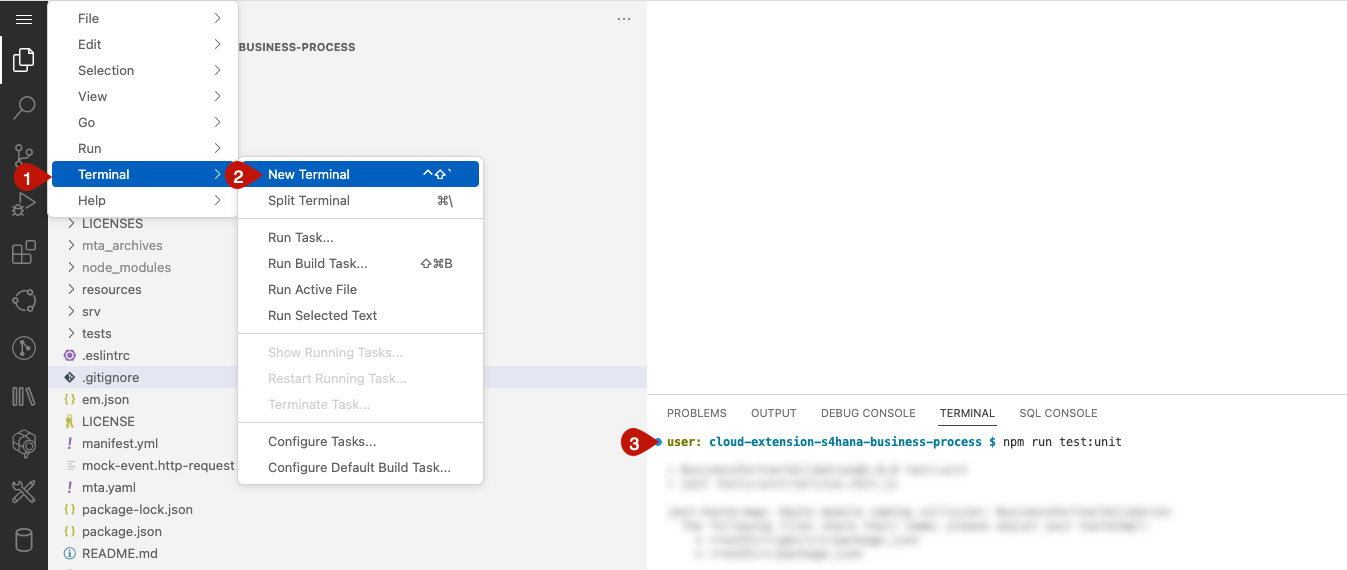 File
Edit
Selection
View
Go
Run
Terminal
Help
1
BUSINESS-PROCESS
...
2 New Terminal ^⇧`
Split Terminal ⌘\
Run Task...
Run Build Task... ⇧⌘B
Run Active File
Run Selected Text
Show Running Tasks...
Restart Running Task...
Terminate Task...
Configure Tasks...
Configure Default Build Task...
LICENSES
mta_archives
node_modules
resources
srv
tests
.eslintrc
.gitignore
{} em.json
LICENSE
! manifest.yml
mock-event.http-request
! mta.yaml
{} package-lock.json
{} package.json
README.md
PROBLEMS OUTPUT DEBUG CONSOLE TERMINAL SQL CONSOLE
3 user: cloud-extension-s4hana-business-process $ npm run test:unit